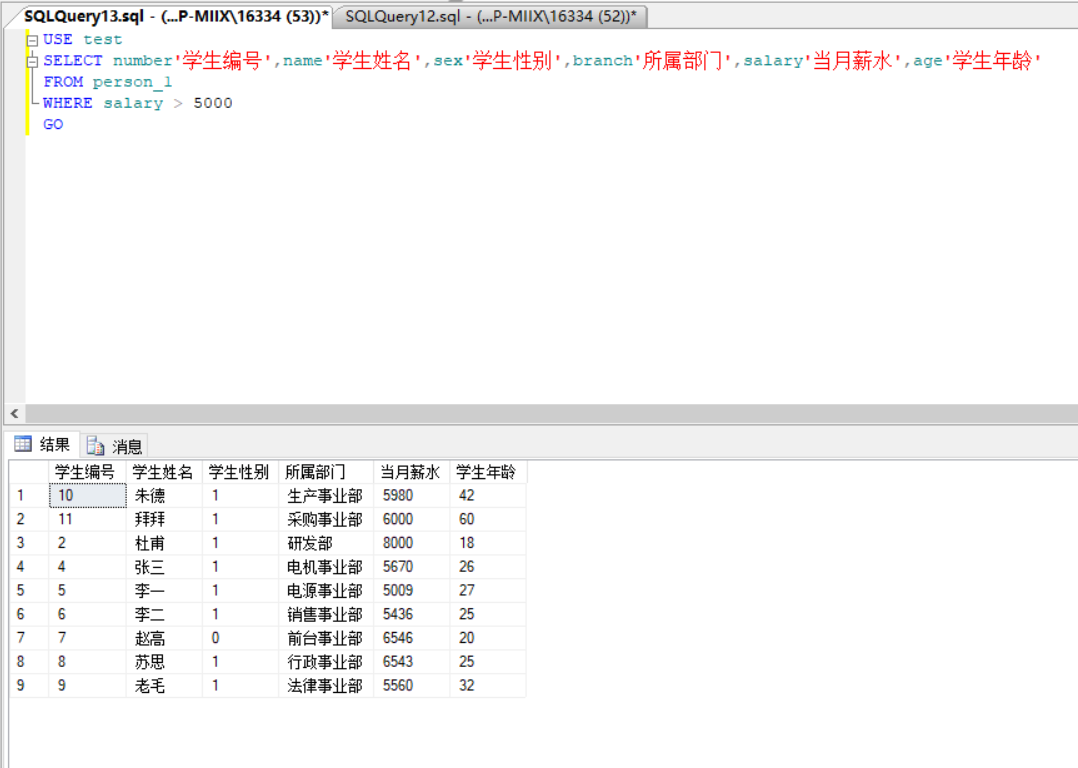 SQLQuery13.sql - (...P-MIIX\16334 (53))* SQLQuery12.sql - (...P-MIIX\16334 (52))*
USE test
SELECT number'学生编号',name'学生姓名',sex'学生性别',branch'所属部门',salary'当月薪水',age'学生年龄'
FROM person_1
WHERE salary > 5000
GO
结果 消息
学生编号 学生姓名 学生性别 所属部门 当月薪水 学生年龄
1 10 朱德 1 生产事业部 5980 42
2 11 拜拜 1 采购事业部 6000 60
3 2 杜甫 1 研发部 8000 18
4 4 张三 1 电机事业部 5670 26
5 5 李一 1 电源事业部 5009 27
6 6 李二 1 销售事业部 5436 25
7 7 赵高 0 前台事业部 6546 20
8 8 苏思 1 行政事业部 6543 25
9 9 老毛 1 法律事业部 5560 32